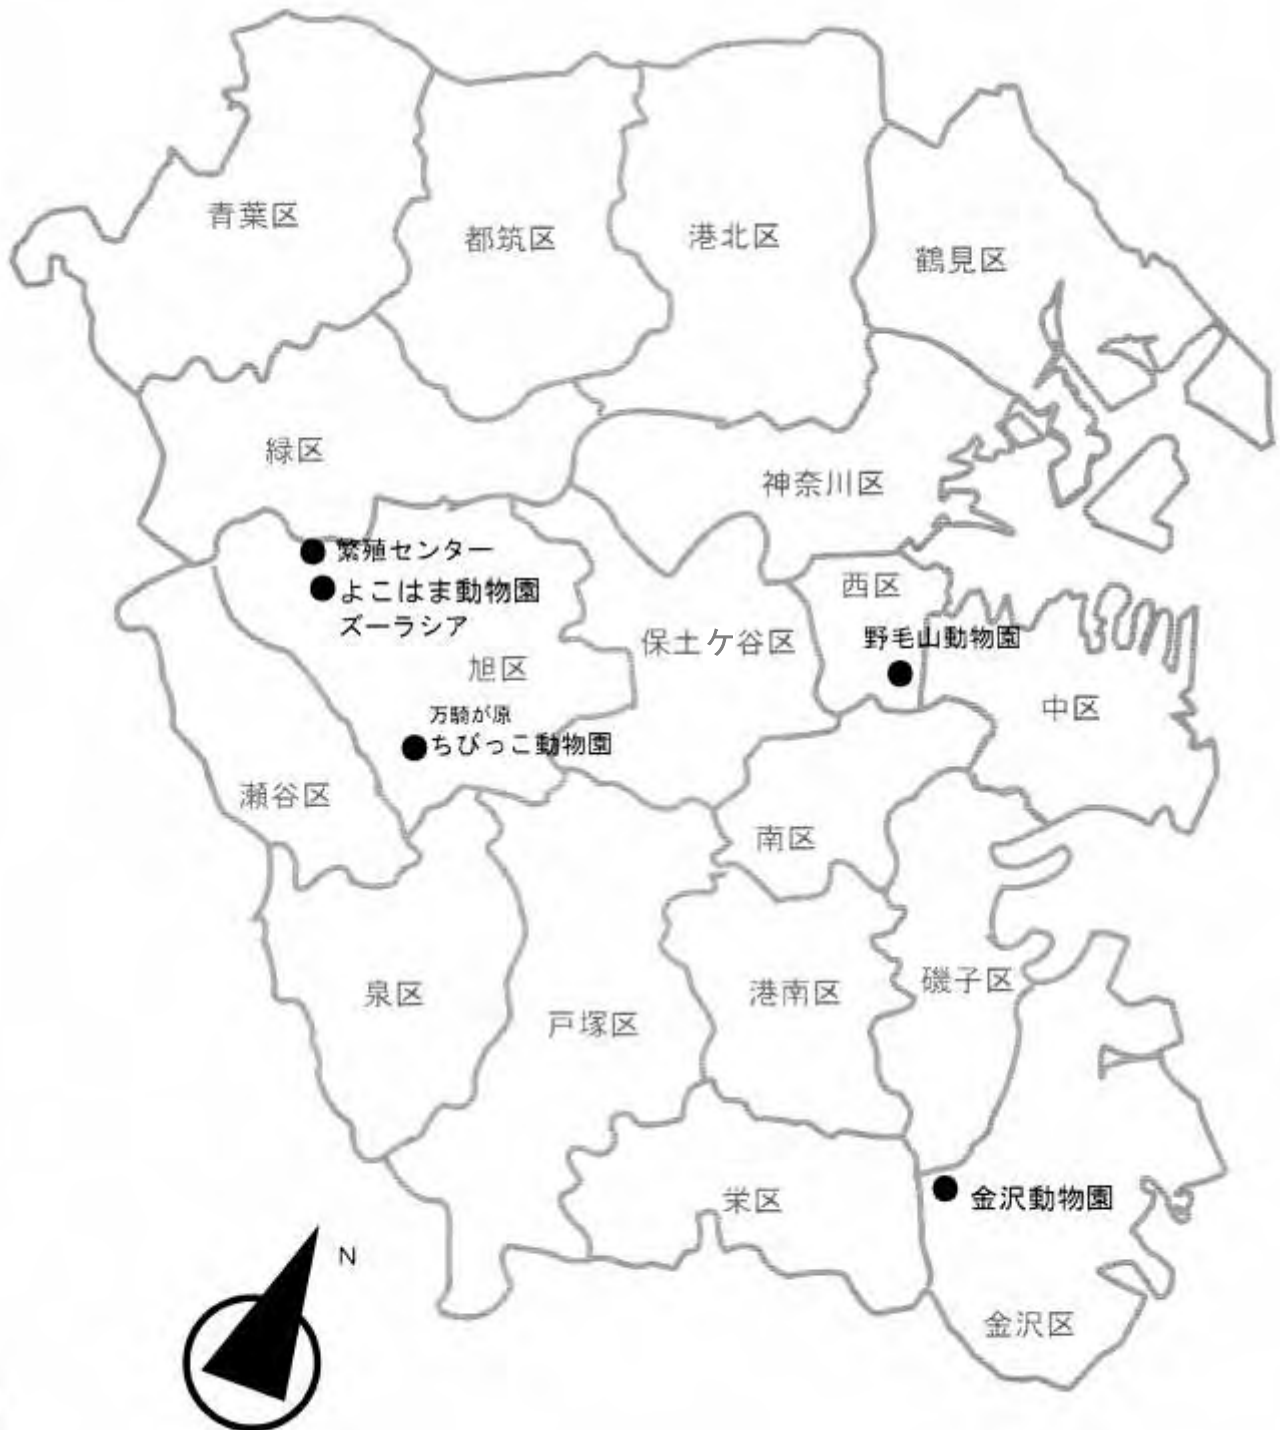 青葉区
都筑区
港北区
鶴見区
緑区
神奈川区
繁殖センター
よこはま動物園
ズーラシア
西区
野毛山動物園
保土ケ谷区
旭区
中区
万騎が原
ちびっこ動物園
瀬谷区
南区
泉区
戸塚区
港南区
磯子区
栄区
金沢動物園
金沢区
N